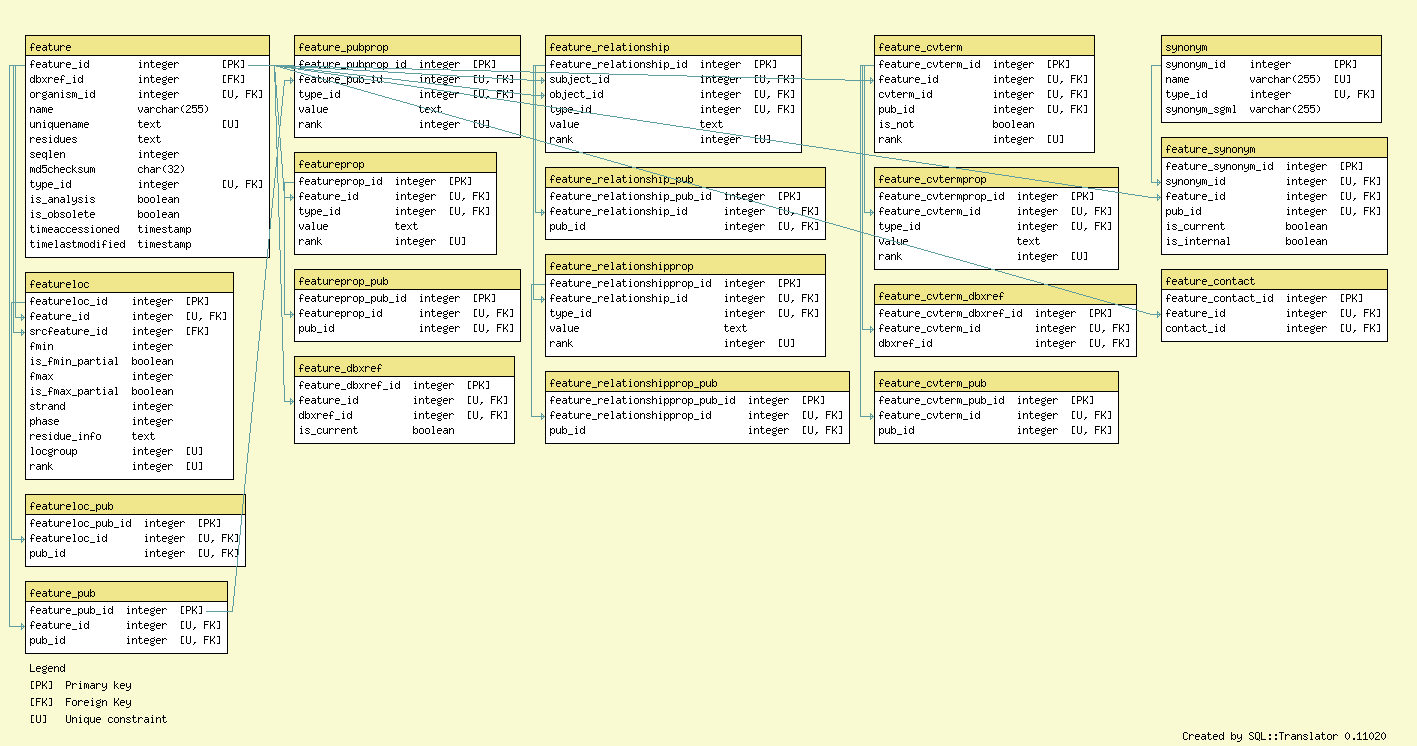 feature
feature_id integer [PK]
dbxref_id integer [FK]
organism_id integer [U, FK]
name varchar(255)
uniquename text [U]
residues text
seqlen integer
md5checksum char(32)
type_id integer [U, FK]
is_analysis boolean
is_obsolete boolean
timeaccessioned timestamp
timelastmodified timestamp
featureloc
featureloc_id integer [PK]
feature_id integer [U, FK]
srcfeature_id integer [FK]
fmin integer
is_fmin_partial boolean
fmax integer
is_fmax_partial boolean
strand integer
phase integer
residue_info text
locgroup integer [U]
rank integer [U]
featureloc_pub
featureloc_pub_id integer [PK]
featureloc_id integer [U, FK]
pub_id integer [U, FK]
feature_pub
feature_pub_id integer [PK]
feature_id integer [U, FK]
pub_id integer [U, FK]
Legend
[PK] Primary key
[FK] Foreign Key
[U] Unique constraint
feature_pubprop
feature_pubprop_id integer [PK]
feature_pub_id integer [U, FK]
type_id integer [U, FK]
value text
rank integer [U]
featureprop
featureprop_id integer [PK]
feature_id integer [U, FK]
type_id integer [U, FK]
value text
rank integer [U]
featureprop_pub
featureprop_pub_id integer [PK]
featureprop_id integer [U, FK]
pub_id integer [U, FK]
feature_dbxref
feature_dbxref_id integer [PK]
feature_id integer [U, FK]
dbxref_id integer [U, FK]
is_current boolean
feature_relationship
feature_relationship_id integer [PK]
subject_id integer [U, FK]
object_id integer [U, FK]
type_id integer [U, FK]
value text
rank integer [U]
feature_relationship_pub
feature_relationship_pub_id integer [PK]
feature_relationship_id integer [U, FK]
pub_id integer [U, FK]
feature_relationshipprop
feature_relationshipprop_id integer [PK]
feature_relationship_id integer [U, FK]
type_id integer [U, FK]
value text
rank integer [U]
feature_relationshipprop_pub
feature_relationshipprop_pub_id integer [PK]
feature_relationshipprop_id integer [U, FK]
pub_id integer [U, FK]
feature_cvterm
feature_cvterm_id integer [PK]
feature_id integer [U, FK]
cvterm_id integer [U, FK]
pub_id integer [U, FK]
is_not boolean
rank integer [U]
feature_cvtermprop
feature_cvtermprop_id integer [PK]
feature_cvterm_id integer [U, FK]
type_id integer [U, FK]
value text
rank integer [U]
feature_cvterm_dbxref
feature_cvterm_dbxref_id integer [PK]
feature_cvterm_id integer [U, FK]
dbxref_id integer [U, FK]
feature_cvterm_pub
feature_cvterm_pub_id integer [PK]
feature_cvterm_id integer [U, FK]
pub_id integer [U, FK]
synonym
synonym_id integer [PK]
name varchar(255) [U]
type_id integer [U, FK]
synonym_sgml varchar(255)
feature_synonym
feature_synonym_id integer [PK]
synonym_id integer [U, FK]
feature_id integer [U, FK]
pub_id integer [U, FK]
is_current boolean
is_internal boolean
feature_contact
feature_contact_id integer [PK]
feature_id integer [U, FK]
contact_id integer [U, FK]
Created by SQL::Translator 0.11020